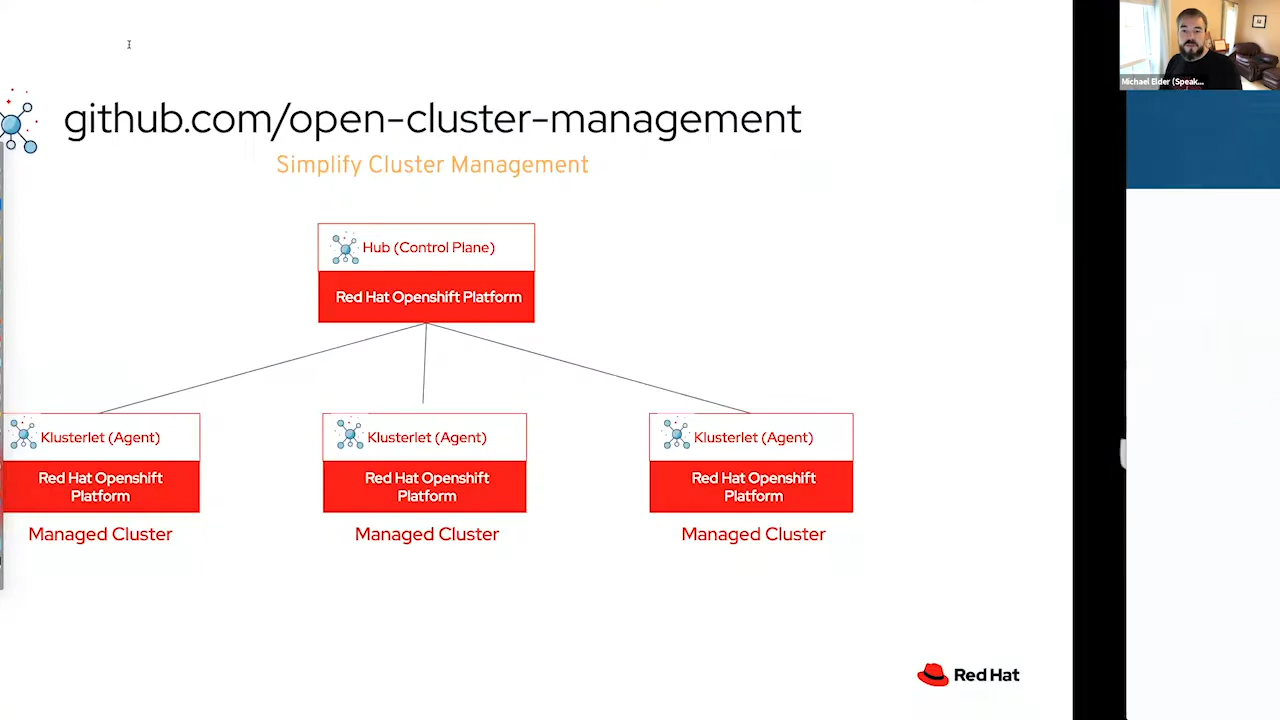 github.com/open-cluster-management
Simplify Cluster Management
Hub (Control Plane)
Red Hat Openshift Platform
Klusterlet (Agent)
Red Hat Openshift
Platform
Managed Cluster
Klusterlet (Agent)
Red Hat Openshift
Platform
Managed Cluster
Klusterlet (Agent)
Red Hat Openshift
Platform
Managed Cluster
Red Hat
Michael Elder (Speak...